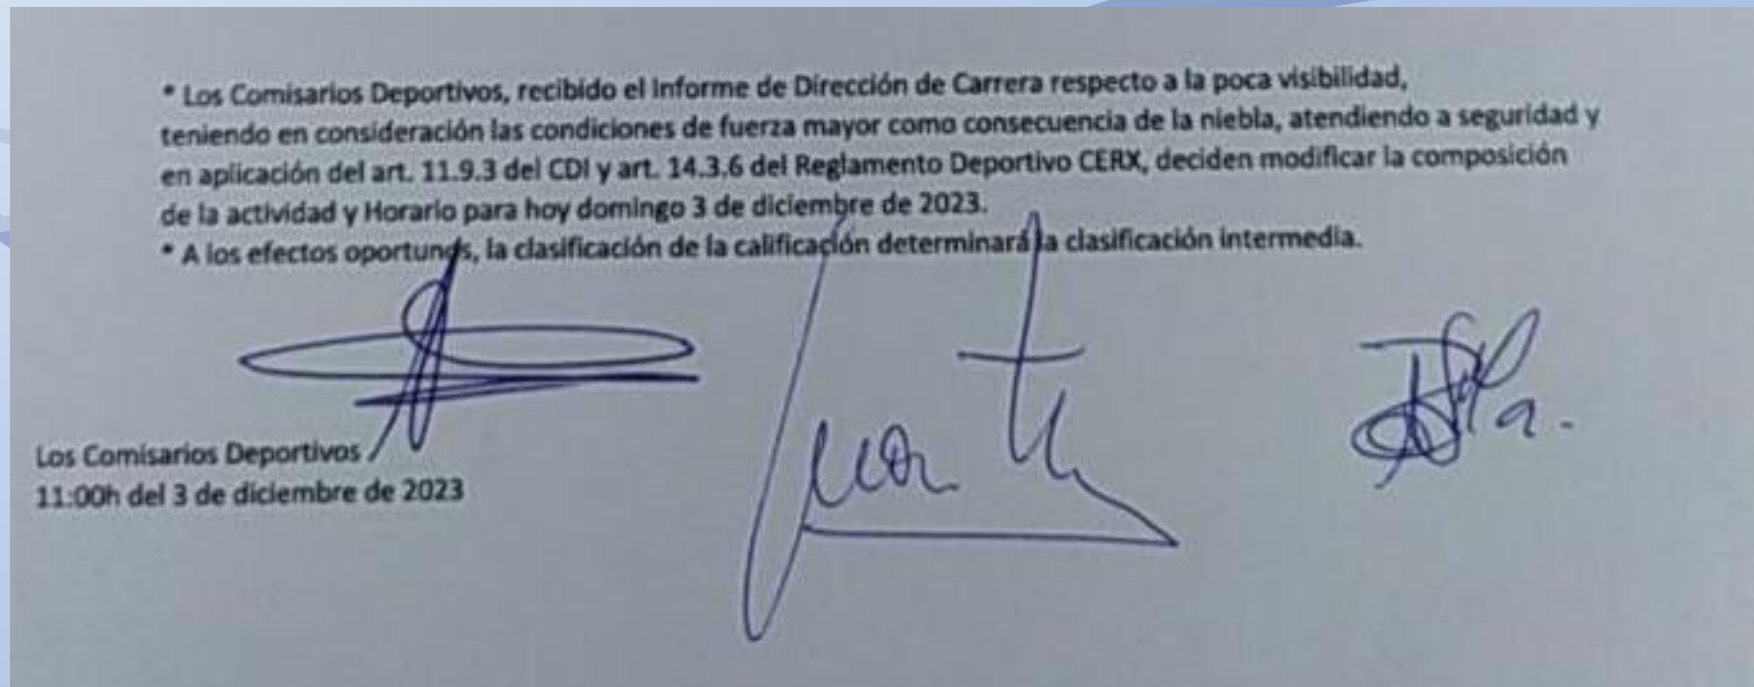 * Los Comisarios Deportivos, recibido el Informe de Dirección de Carrera respecto a la poca visibilidad,
teniendo en consideración las condiciones de fuerza mayor como consecuencia de la niebla, atendiendo a seguridad y
en aplicación del art. 11.9.3 del CDI y art. 14.3.6 del Reglamento Deportivo CERX, deciden modificar la composición
de la actividad y Horario para hoy domingo 3 de diciembre de 2023.
* A los efectos oportunos, la clasificación de la calificación determinará la clasificación intermedia.
Los Comisarios Deportivos
11:00h del 3 de diciembre de 2023